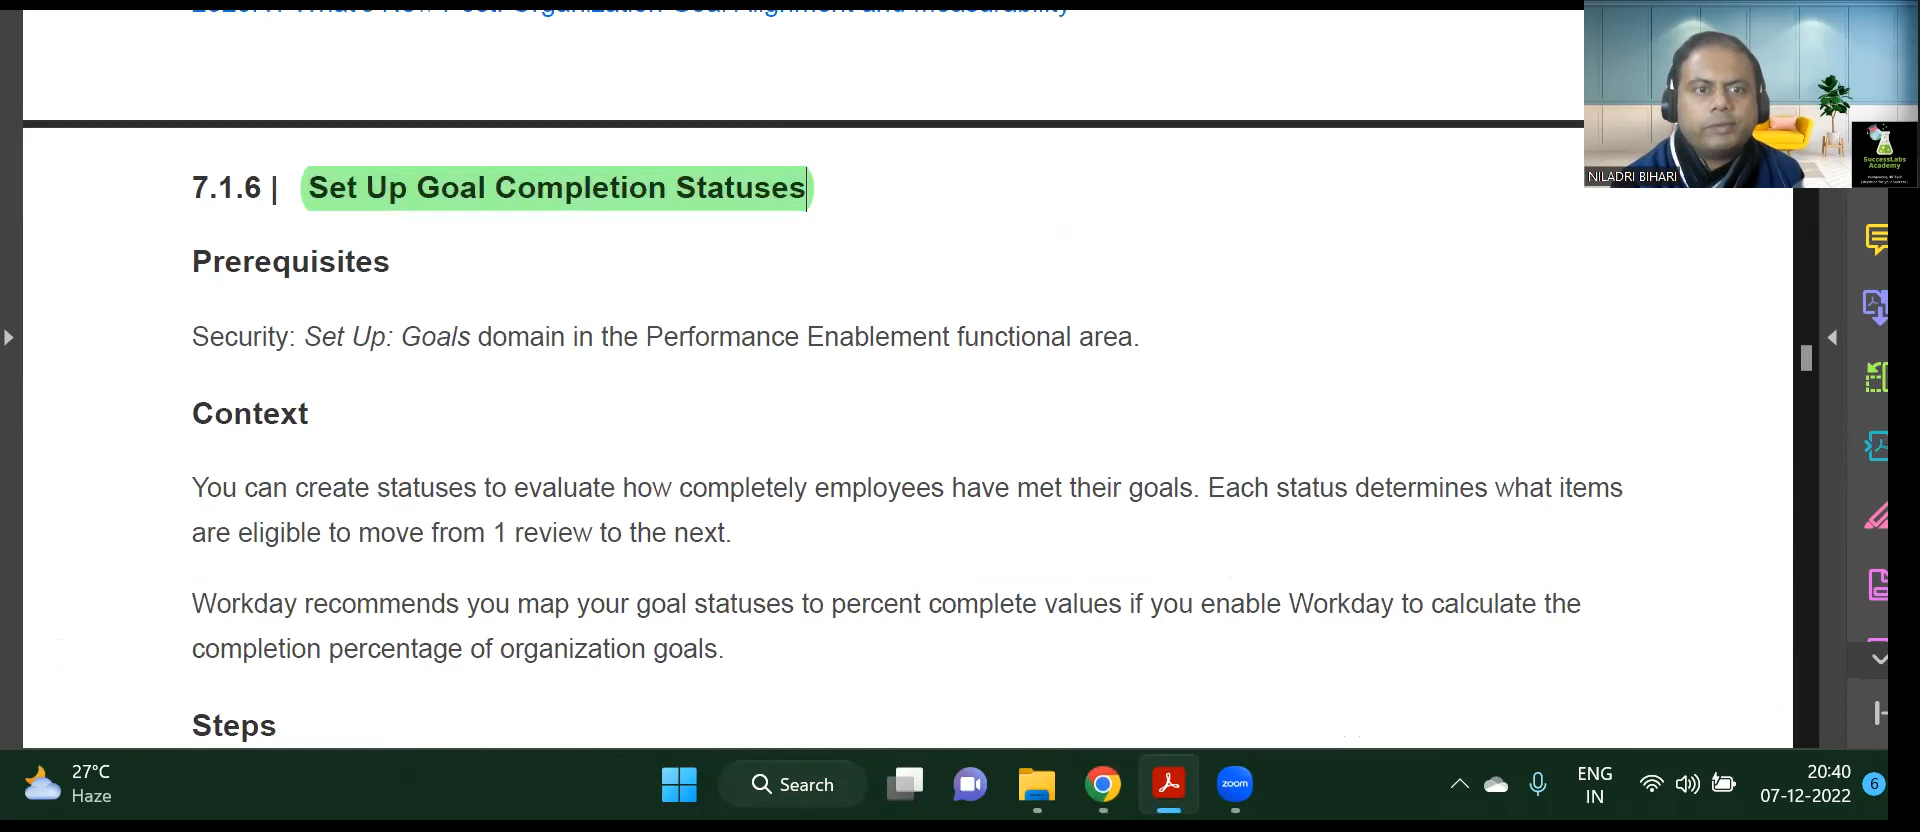 7.1.6 | Set Up Goal Completion Statuses
Prerequisites
Security: Set Up: Goals domain in the Performance Enablement functional area.
Context
You can create statuses to evaluate how completely employees have met their goals. Each status determines what items
are eligible to move from 1 review to the next.
Workday recommends you map your goal statuses to percent complete values if you enable Workday to calculate the
completion percentage of organization goals.
Steps
NILADRI BIHARI
SuccessLabs
Academy
27°C
Haze
Search
zoom
ENG
IN
20:40
07-12-2022
6